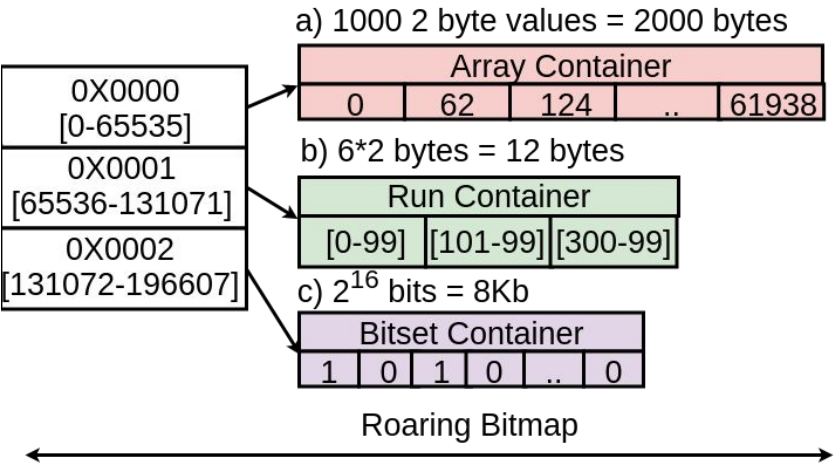 a) 1000 2 byte values = 2000 bytes
0X0000
[0-65535]
Array Container
0 62 124 .. 61938
b) 6*2 bytes = 12 bytes
0X0001
[65536-131071]
Run Container
[0-99] [101-99] [300-99]
0X0002
[131072-196607]
c) 2^16 bits = 8Kb
Bitset Container
1 0 1 0 .. 0
Roaring Bitmap